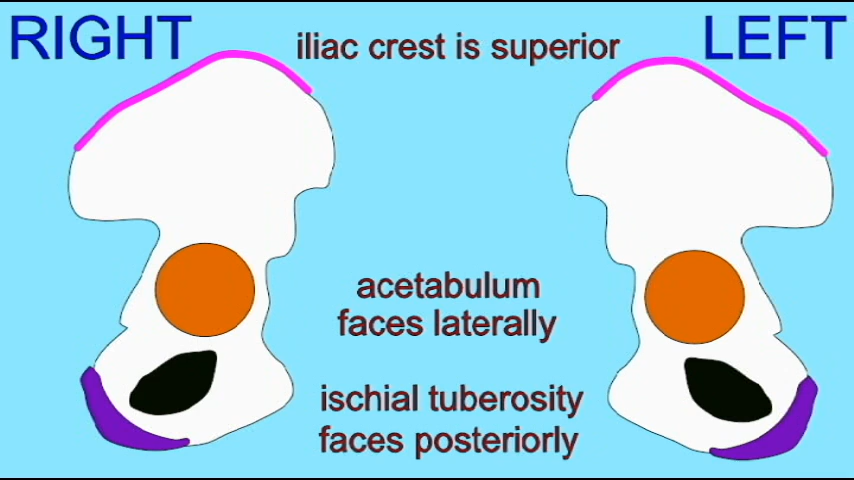 RIGHT
iliac crest is superior
LEFT
acetabulum
faces laterally
ischial tuberosity
faces posteriorly